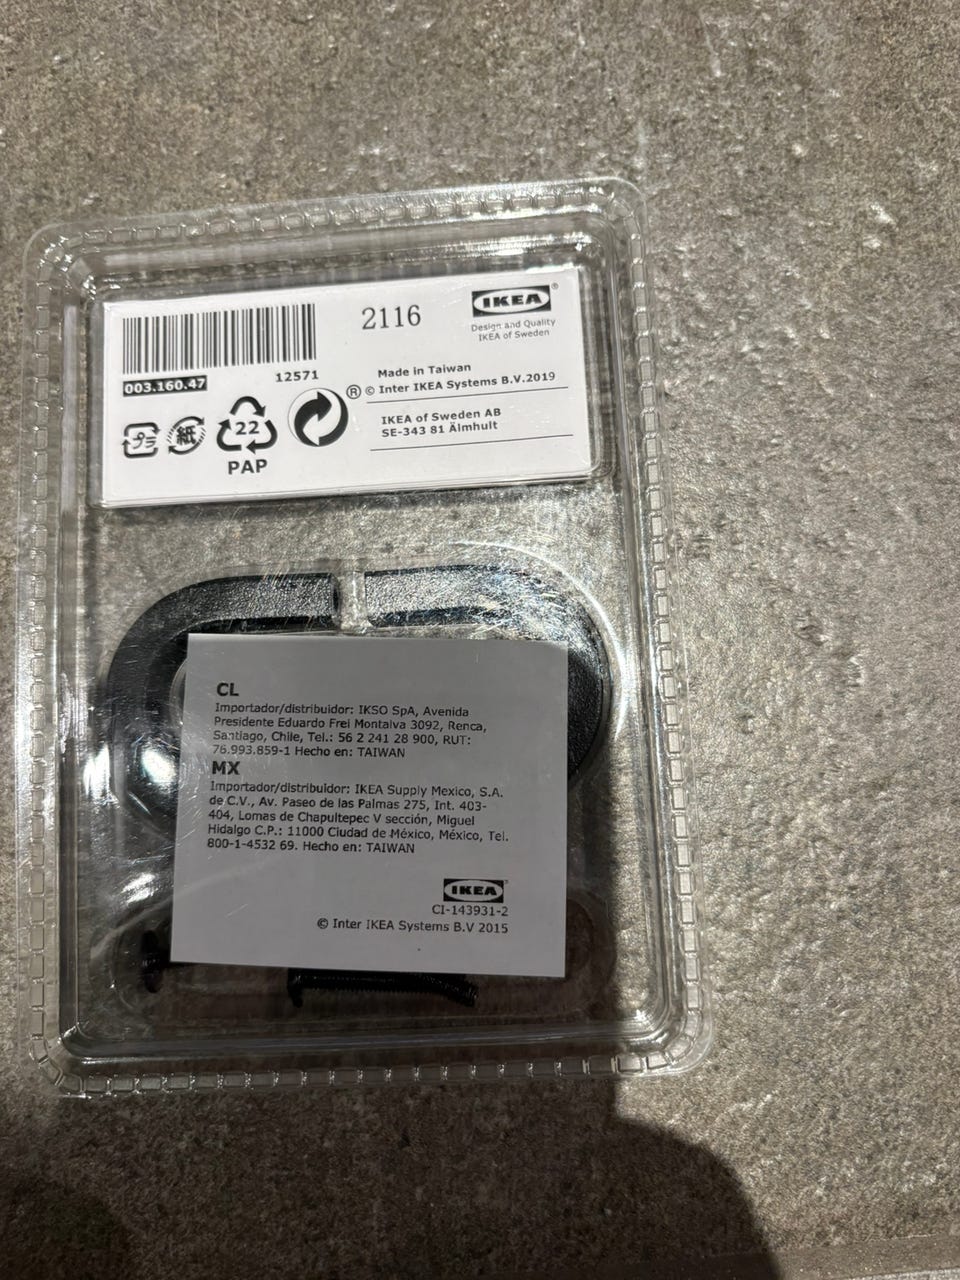 2116
IKEA®
Design and Quality
IKEA of Sweden
003.160.47
12571
Made in Taiwan
® © Inter IKEA Systems B.V.2019
プラ
紙
22
PAP
IKEA of Sweden AB
SE-343 81 Älmhult
CL
Importador/distribuidor: IKSO SpA, Avenida
Presidente Eduardo Frei Montalva 3092, Renca,
Santiago, Chile, Tel.: 56 2 241 28 900, RUT:
76.993.859-1 Hecho en: TAIWAN
MX
Importador/distribuidor: IKEA Supply Mexico, S.A.
de C.V., Av. Paseo de las Palmas 275, Int. 403-
404, Lomas de Chapultepec V sección, Miguel
Hidalgo C.P.: 11000 Ciudad de México, México, Tel.
800-1-4532 69. Hecho en: TAIWAN
IKEA®
CI-143931-2
© Inter IKEA Systems B.V 2015